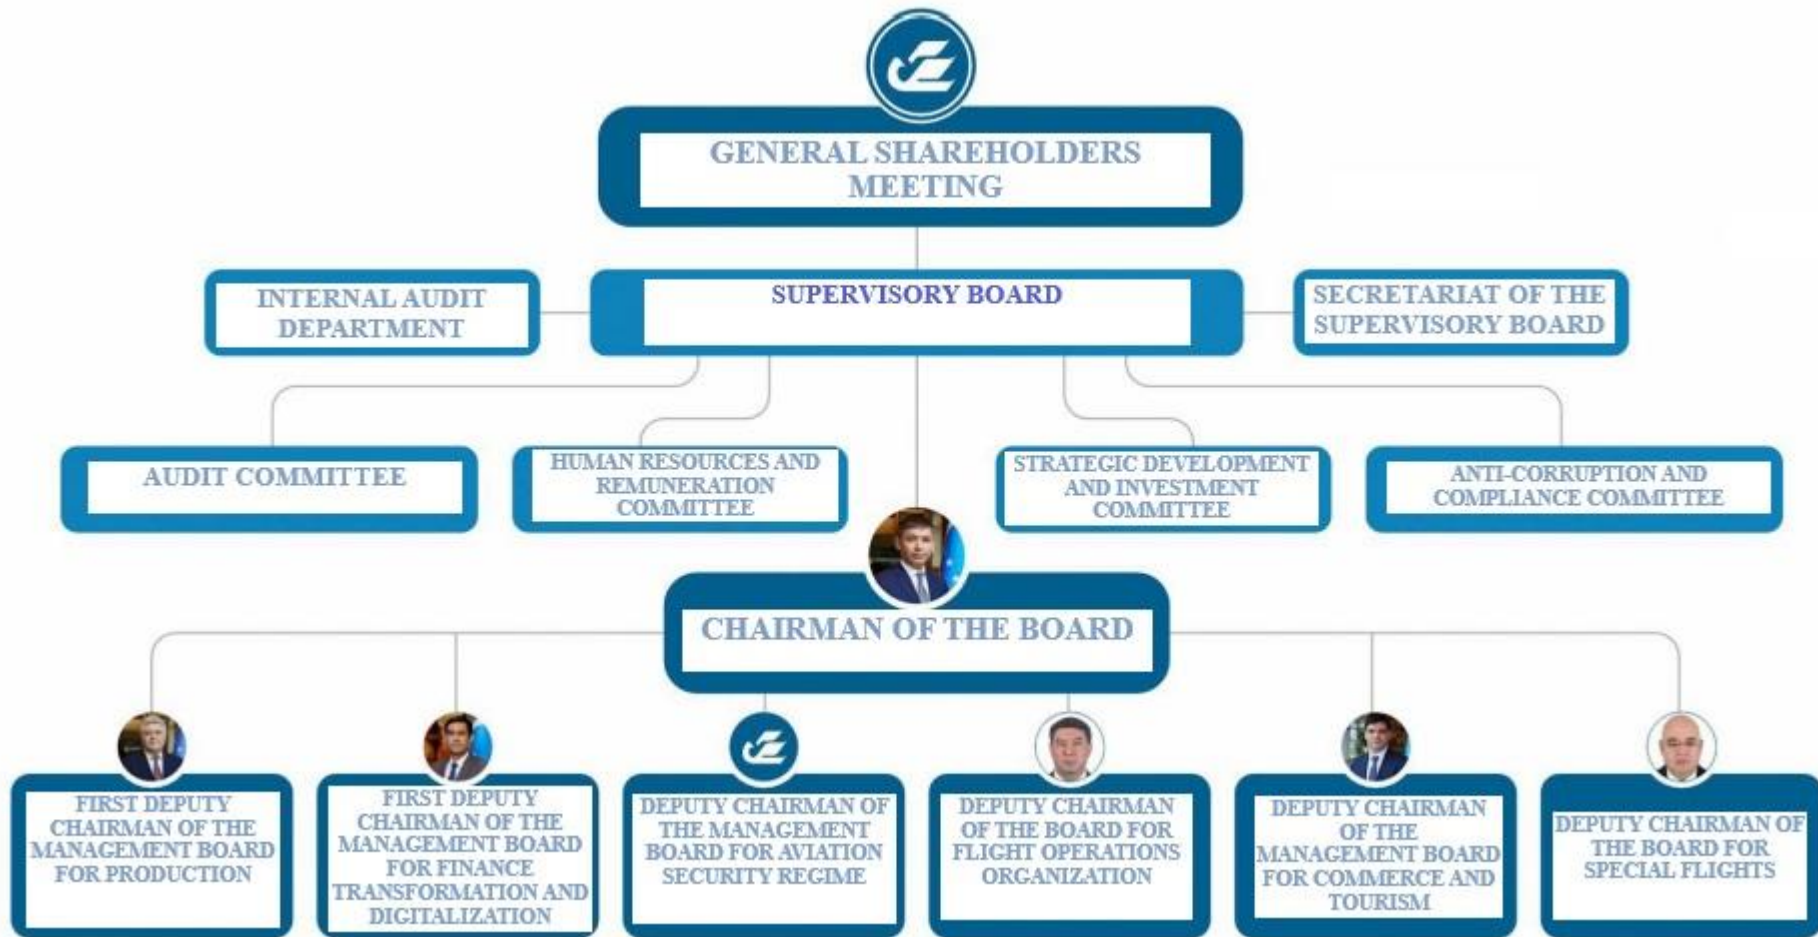 GENERAL SHAREHOLDERS
MEETING
INTERNAL AUDIT
DEPARTMENT
SUPERVISORY BOARD
SECRETARIAT OF THE
SUPERVISORY BOARD
AUDIT COMMITTEE
HUMAN RESOURCES AND
REMUNERATION
COMMITTEE
STRATEGIC DEVELOPMENT
AND INVESTMENT
COMMITTEE
ANTI-CORRUPTION AND
COMPLIANCE COMMITTEE
CHAIRMAN OF THE BOARD
FIRST DEPUTY
CHAIRMAN OF THE
MANAGEMENT BOARD
FOR PRODUCTION
FIRST DEPUTY
CHAIRMAN OF THE
MANAGEMENT BOARD
FOR FINANCE
TRANSFORMATION AND
DIGITALIZATION
DEPUTY CHAIRMAN OF
THE MANAGEMENT
BOARD FOR AVIATION
SECURITY REGIME
DEPUTY CHAIRMAN
OF THE BOARD FOR
FLIGHT OPERATIONS
ORGANIZATION
DEPUTY CHAIRMAN
OF THE
MANAGEMENT BOARD
FOR COMMERCE AND
TOURISM
DEPUTY CHAIRMAN OF
THE BOARD FOR
SPECIAL FLIGHTS